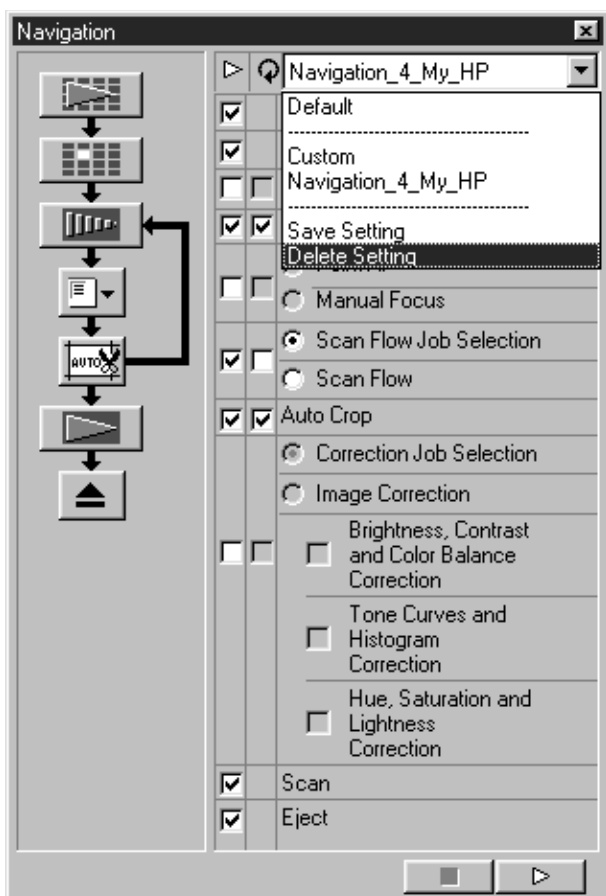 Navigation
Navigation_4_My_HP
Default
Custom
Navigation_4_My_HP
Save Setting
Delete Setting
Manual Focus
Scan Flow Job Selection
AUTO
Scan Flow
Auto Crop
Correction Job Selection
Image Correction
Brightness, Contrast
and Color Balance
Correction
Tone Curves and
Histogram
Correction
Hue, Saturation and
Lightness
Correction
Scan
Eject